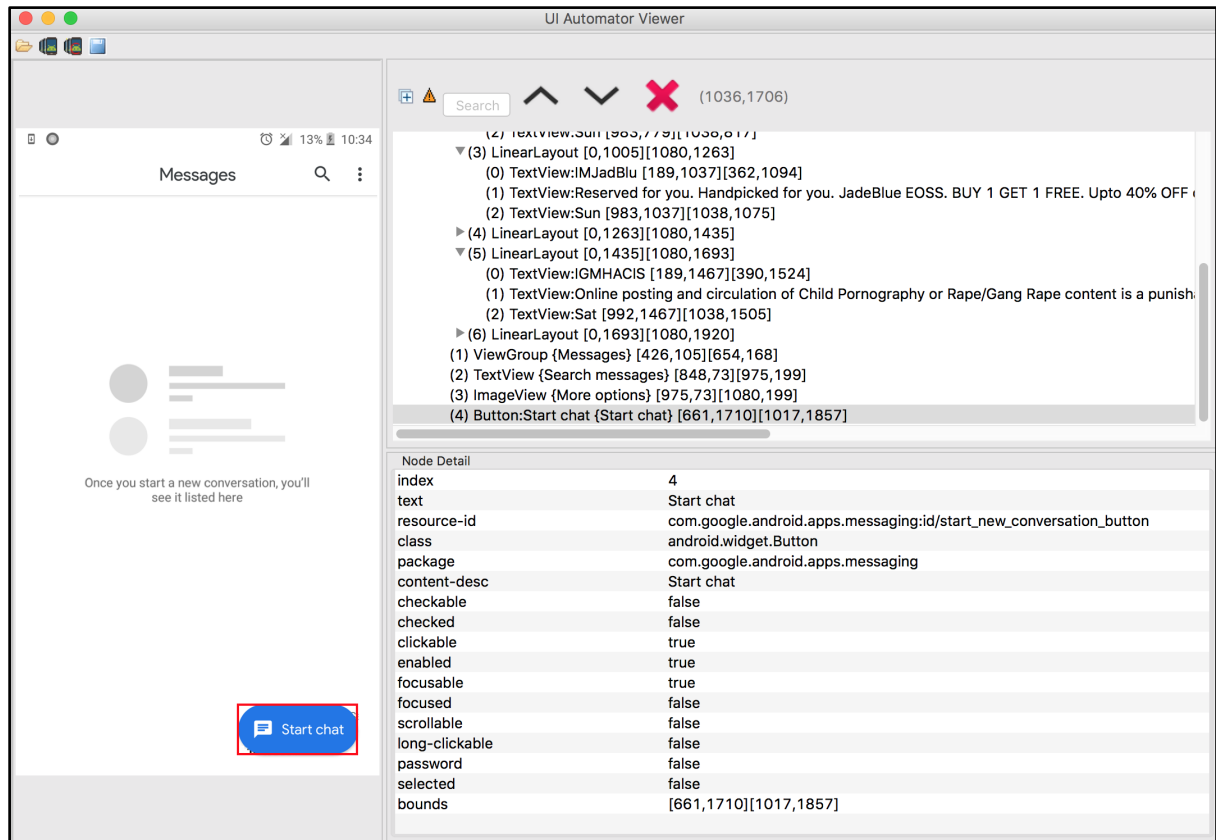 UI Automator Viewer
Search
(1036,1706)
13% 10:34
Messages
Once you start a new conversation, you'll
see it listed here
Start chat
(2) TextView:Sun [983,779][1038,817]
(3) LinearLayout [0,1005][1080,1263]
(0) TextView:IMJadBlu [189,1037][362,1094]
(1) TextView:Reserved for you. Handpicked for you. JadeBlue EOSS. BUY 1 GET 1 FREE. Upto 40% OFF
(2) TextView:Sun [983,1037][1038,1075]
(4) LinearLayout [0,1263][1080,1435]
(5) LinearLayout [0,1435][1080,1693]
(0) TextView:IGMHACIS [189,1467][390,1524]
(1) TextView:Online posting and circulation of Child Pornography or Rape/Gang Rape content is a punish
(2) TextView:Sat [992,1467][1038,1505]
(6) LinearLayout [0,1693][1080,1920]
(1) ViewGroup {Messages} [426,105][654,168]
(2) TextView {Search messages} [848,73][975,199]
(3) ImageView {More options} [975,73][1080,199]
(4) Button:Start chat {Start chat} [661,1710][1017,1857]
Node Detail
index 4
text Start chat
resource-id com.google.android.apps.messaging:id/start_new_conversation_button
class android.widget.Button
package com.google.android.apps.messaging
content-desc Start chat
checkable false
checked false
clickable true
enabled true
focusable true
focused false
scrollable false
long-clickable false
password false
selected false
bounds [661,1710][1017,1857]